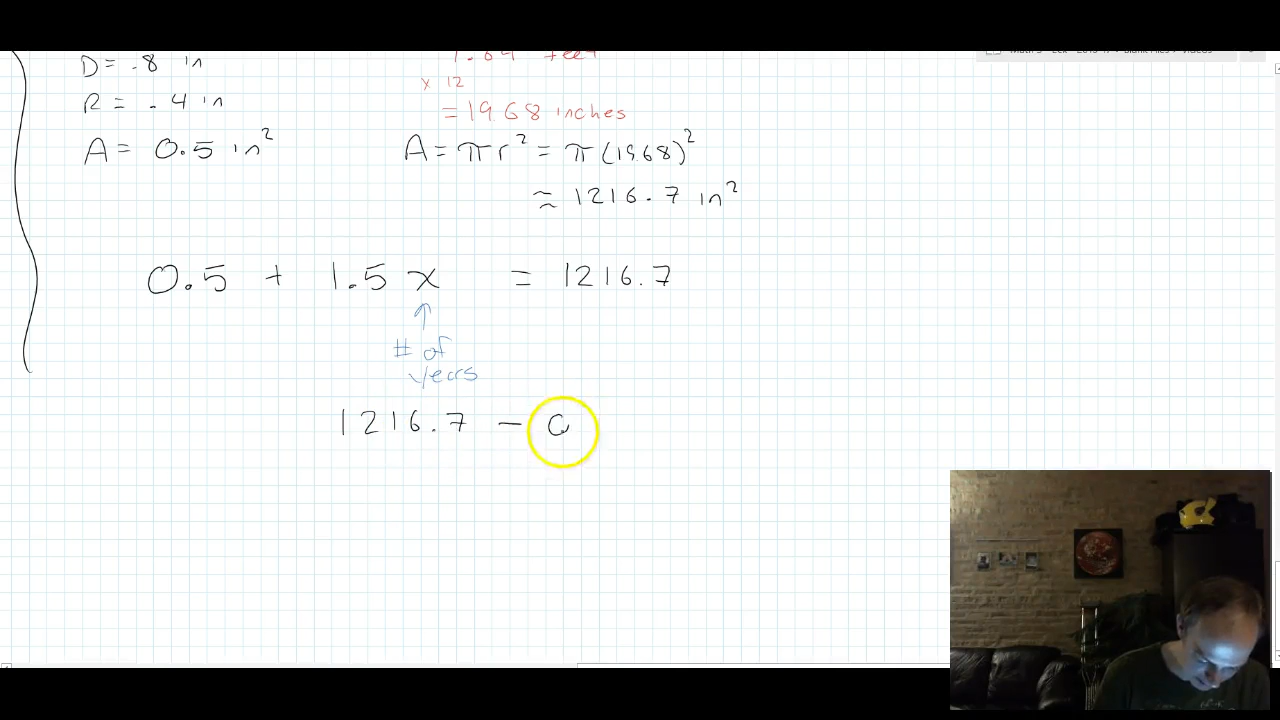 D = .8 in
R = .4 in
x 12
= 19.68 inches
A = 0.5 in²
A = πr² = π(19.68)²
≈ 1216.7 in²
0.5 + 1.5 x = 1216.7
↑
# of
years
1216.7 -